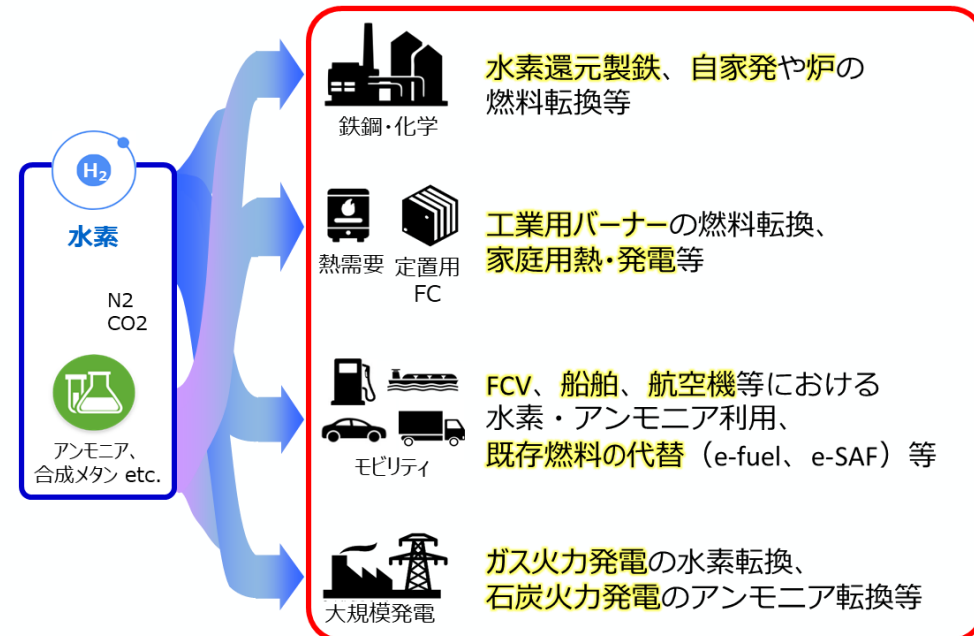 H2
水素
N2
CO2
アンモニア、
合成メタン etc.
鉄鋼・化学
水素還元製鉄、自家発や炉の
燃料転換等
熱需要
定置用
FC
工業用バーナーの燃料転換、
家庭用熱・発電等
モビリティ
FCV、船舶、航空機等における
水素・アンモニア利用、
既存燃料の代替（e-fuel、e-SAF）等
大規模発電
ガス火力発電の水素転換、
石炭火力発電のアンモニア転換等